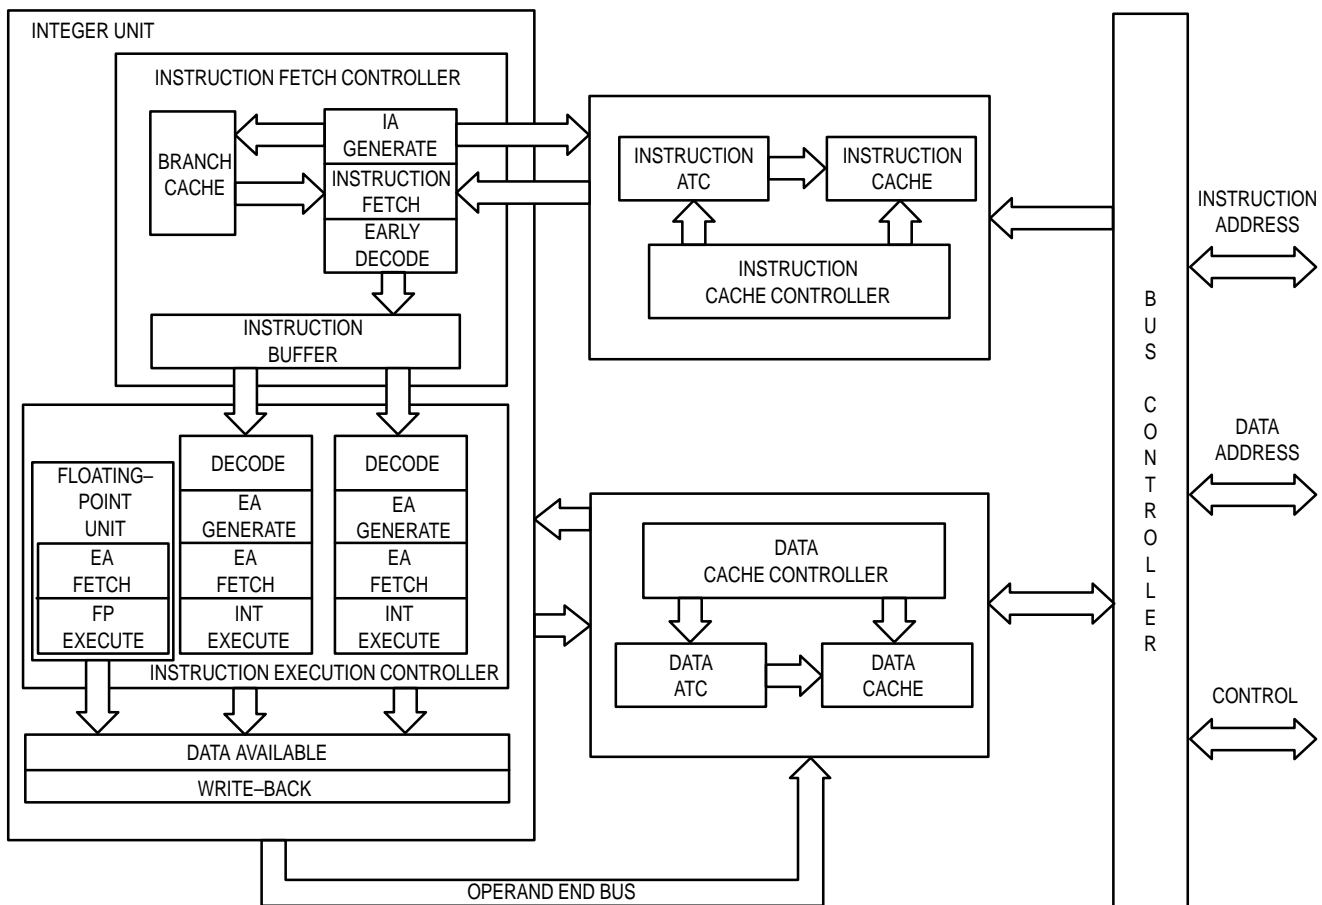 INTEGER UNIT
INSTRUCTION FETCH CONTROLLER
BRANCH
CACHE
IA
GENERATE
INSTRUCTION
FETCH
EARLY
DECODE
INSTRUCTION
BUFFER
INSTRUCTION
ATC
INSTRUCTION
CACHE
INSTRUCTION
CACHE CONTROLLER
FLOATING–
POINT
UNIT
EA
FETCH
FP
EXECUTE
DECODE
EA
GENERATE
EA
FETCH
INT
EXECUTE
DECODE
EA
GENERATE
EA
FETCH
INT
EXECUTE
INSTRUCTION EXECUTION CONTROLLER
DATA AVAILABLE
WRITE–BACK
DATA
CACHE CONTROLLER
DATA
ATC
DATA
CACHE
OPERAND END BUS
B
U
S
C
O
N
T
R
O
L
L
E
R
INSTRUCTION
ADDRESS
DATA
ADDRESS
CONTROL